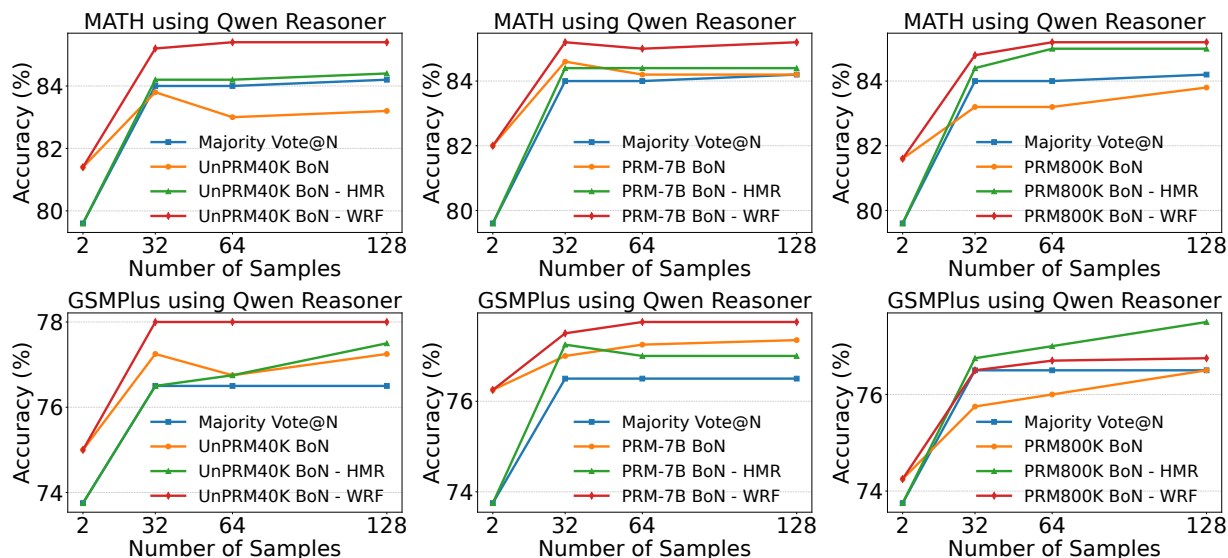 MATH using Qwen Reasoner
Accuracy (%)
84
82
80
Majority Vote@N
UnPRM40K BoN
UnPRM40K BoN - HMR
UnPRM40K BoN - WRF
2 32 64 128
Number of Samples
MATH using Qwen Reasoner
Accuracy (%)
84
82
80
Majority Vote@N
PRM-7B BoN
PRM-7B BoN - HMR
PRM-7B BoN - WRF
2 32 64 128
Number of Samples
MATH using Qwen Reasoner
Accuracy (%)
84
82
80
Majority Vote@N
PRM800K BoN
PRM800K BoN - HMR
PRM800K BoN - WRF
2 32 64 128
Number of Samples
GSMPlus using Qwen Reasoner
Accuracy (%)
78
76
74
Majority Vote@N
UnPRM40K BoN
UnPRM40K BoN - HMR
UnPRM40K BoN - WRF
2 32 64 128
Number of Samples
GSMPlus using Qwen Reasoner
Accuracy (%)
76
74
Majority Vote@N
PRM-7B BoN
PRM-7B BoN - HMR
PRM-7B BoN - WRF
2 32 64 128
Number of Samples
GSMPlus using Qwen Reasoner
Accuracy (%)
76
74
Majority Vote@N
PRM800K BoN
PRM800K BoN - HMR
PRM800K BoN - WRF
2 32 64 128
Number of Samples